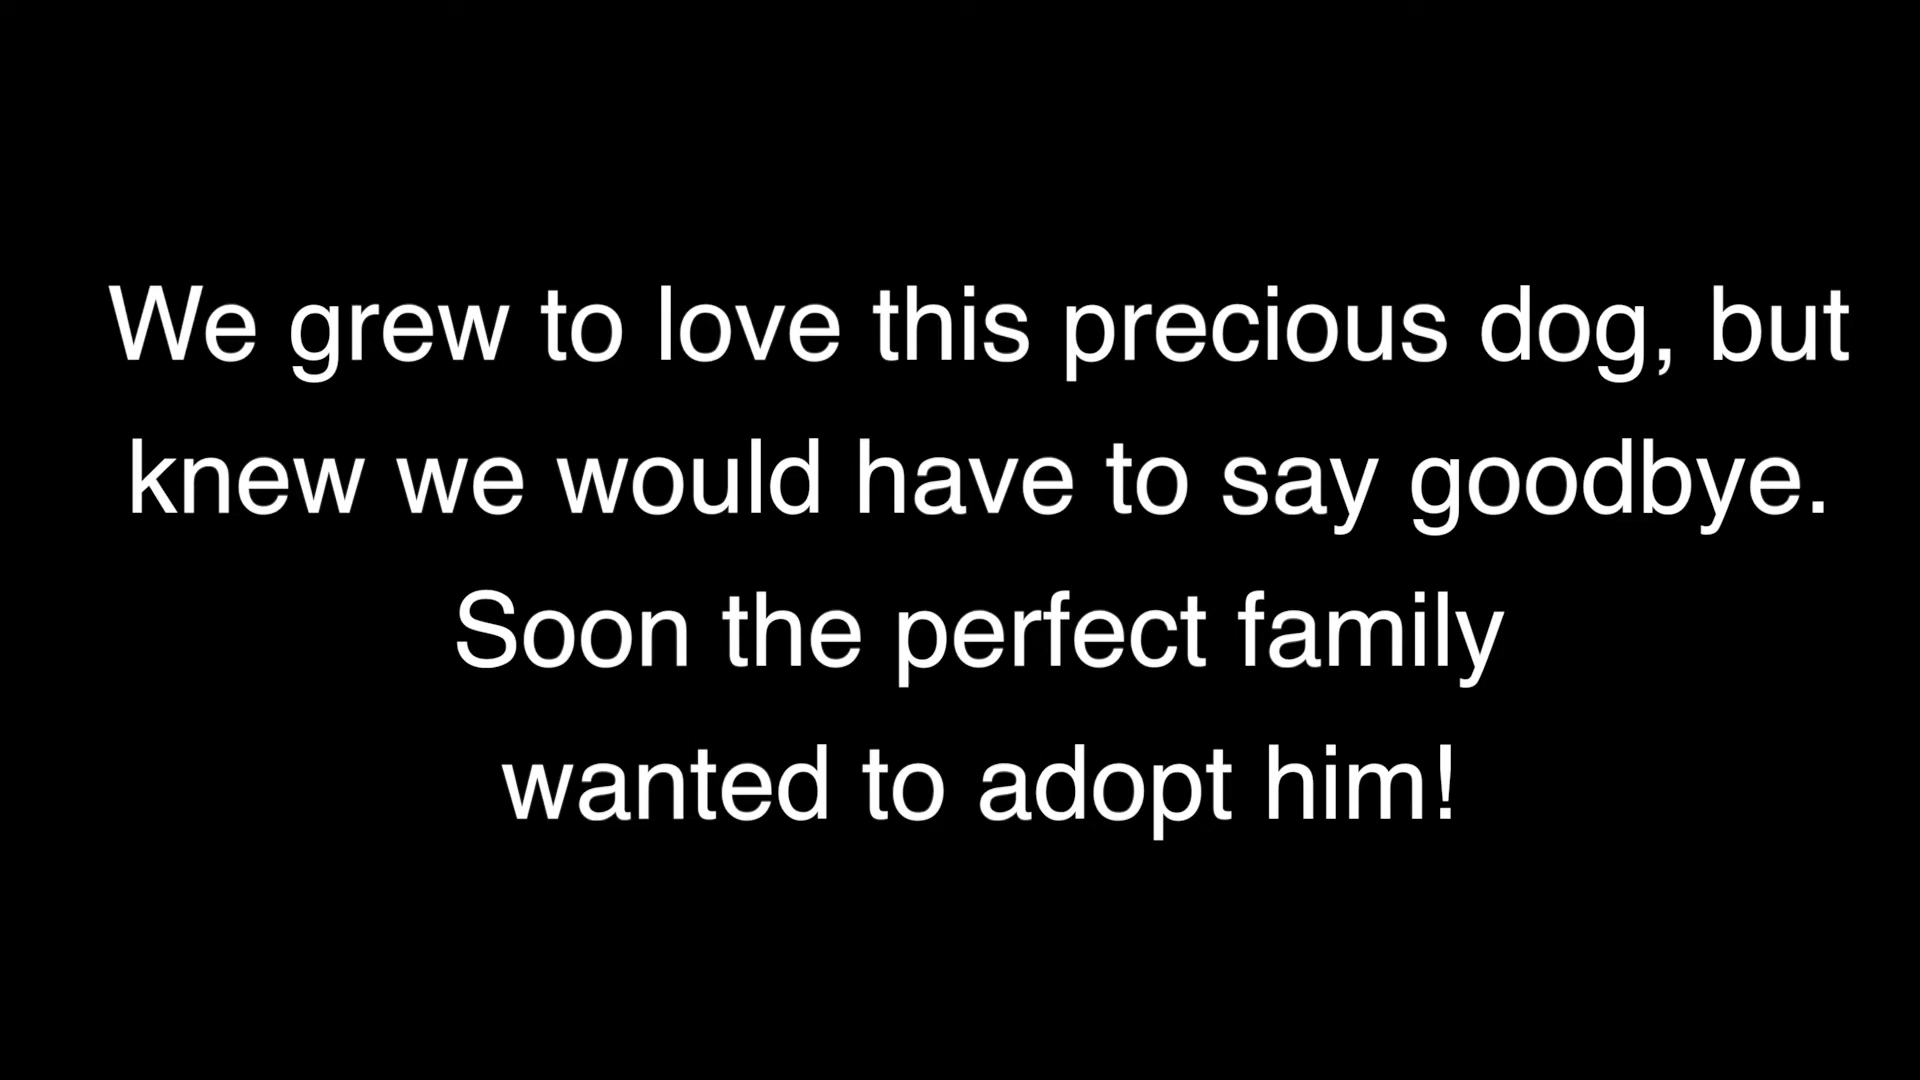 We grew to love this precious dog, but
knew we would have to say goodbye.
Soon the perfect family
wanted to adopt him!